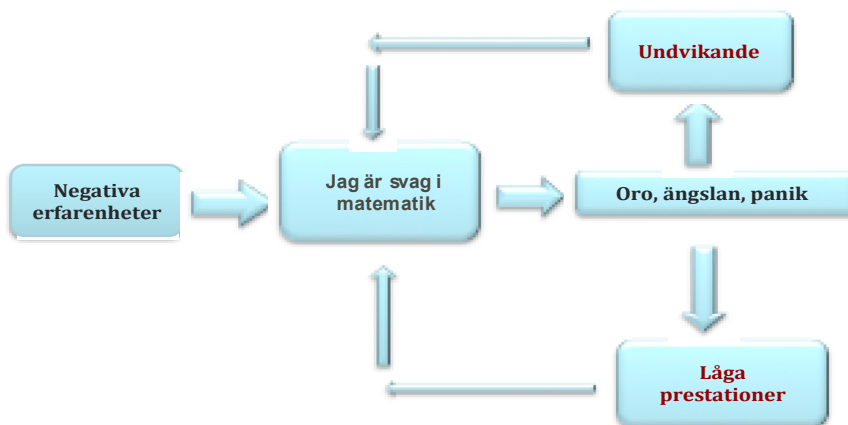 Undvikande
Negativa
erfarenheter
Jag är svag i
matematik
Oro, ängslan, panik
Låga
prestationer